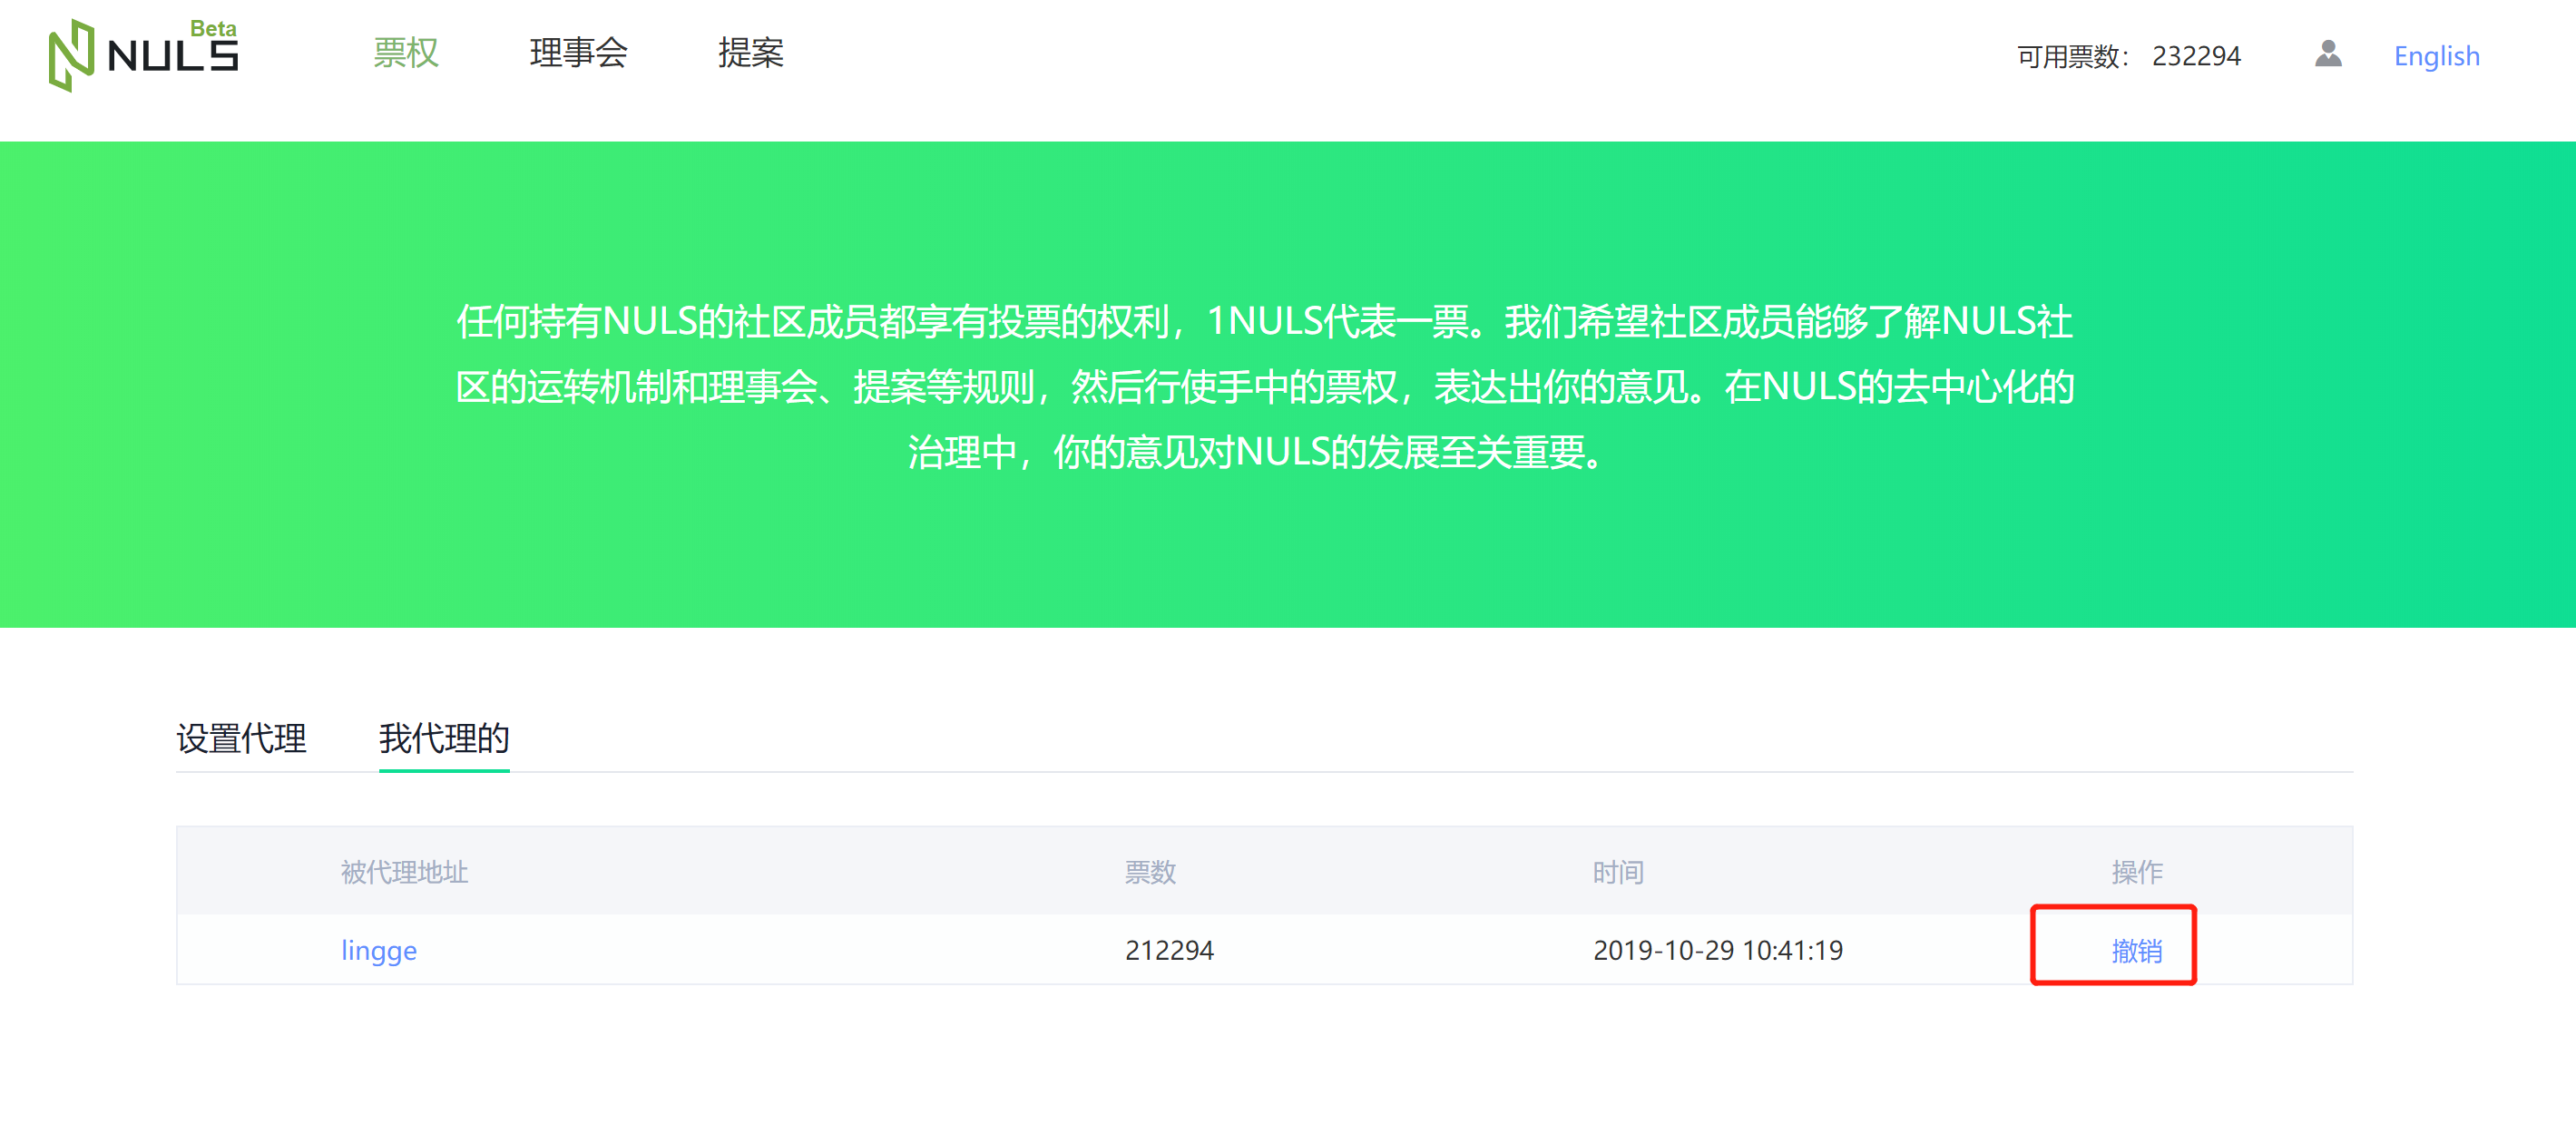 Beta
NULS
票权 理事会 提案 可用票数： 232294 English
任何持有NULS的社区成员都享有投票的权利，1NULS代表一票。我们希望社区成员能够了解NULS社
区的运转机制和理事会、提案等规则，然后行使手中的票权，表达出你的意见。在NULS的去中心化的
治理中，你的意见对NULS的发展至关重要。
设置代理 我代理的
被代理地址 票数 时间 操作
lingge 212294 2019-10-29 10:41:19 撤销